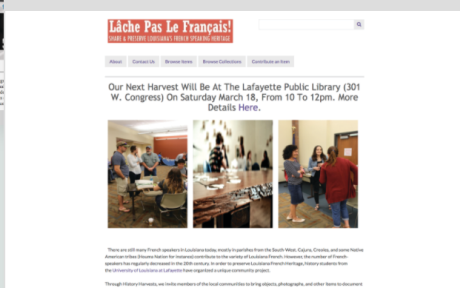 Lâche Pas Le Français!
SHARE & PRESERVE LOUISIANA'S FRENCH SPEAKING HERITAGE
About Contact Us Browse Items Browse Collections Contribute an Item
Our Next Harvest Will Be At The Lafayette Public Library (301
W. Congress) On Saturday March 18, From 10 To 12pm. More
Details Here.
There are still many French speakers in Louisiana today, mostly in parishes from the South West. Cajuns, Creoles, and some Native
American tribes (Houma Nation for instance) contribute to the variety of Louisiana French. However, the number of French-
speakers has regularly decreased in the 20th century. In order to preserve Louisiana French Heritage, history students from
the University of Louisiana at Lafayette have organized a unique community project.
Through History Harvests, we invite members of the local communities to bring objects, photographs, and other items to document